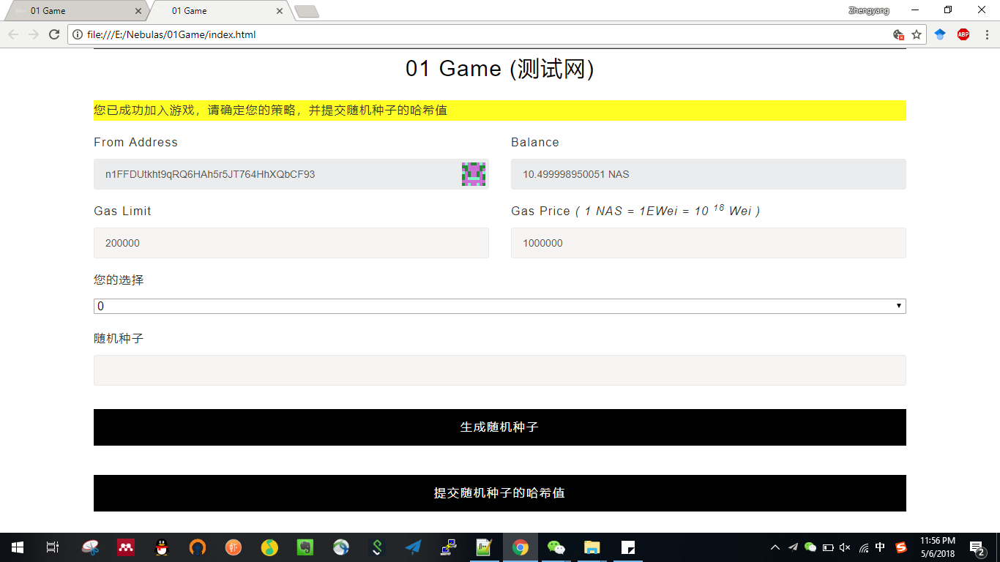 01 Game
01 Game
Zhengyang
file:///E:/Nebulas/01Game/index.html
ABP
01 Game (测试网)
您已成功加入游戏，请确定您的策略，并提交随机种子的哈希值
From Address
Balance
n1FFDUtkht9qRQ6HAh5r5JT764HhXQbCF93
10.499998950051 NAS
Gas Limit
Gas Price ( 1 NAS = 1EWei = 10 18 Wei )
200000
1000000
您的选择
0
随机种子
生成随机种子
提交随机种子的哈希值
中
11:56 PM
5/6/2018
2